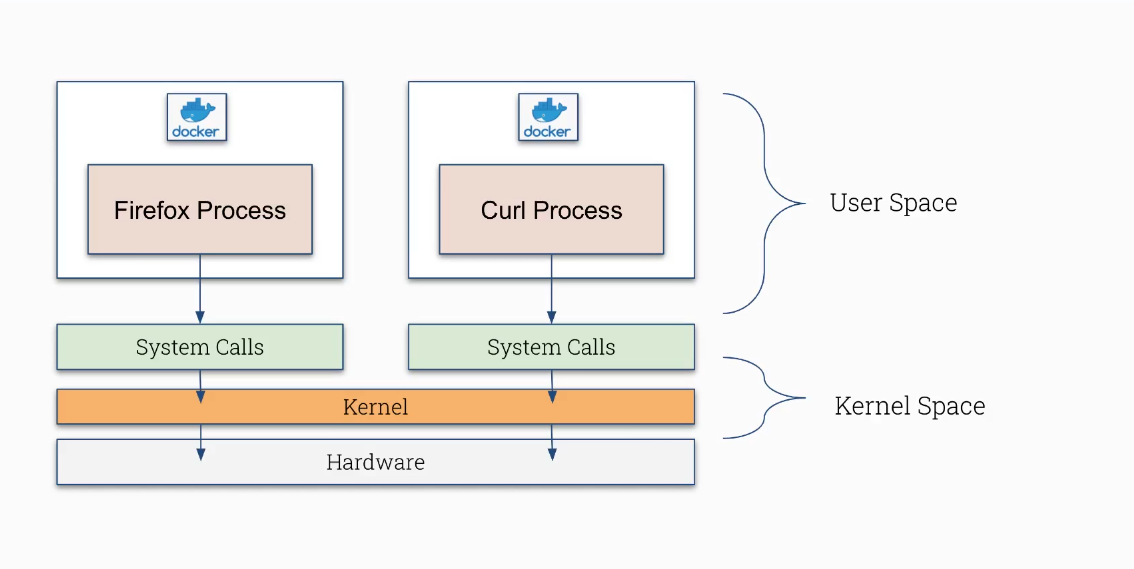 docker
docker
Firefox Process
Curl Process
User Space
System Calls
System Calls
Kernel
Kernel Space
Hardware